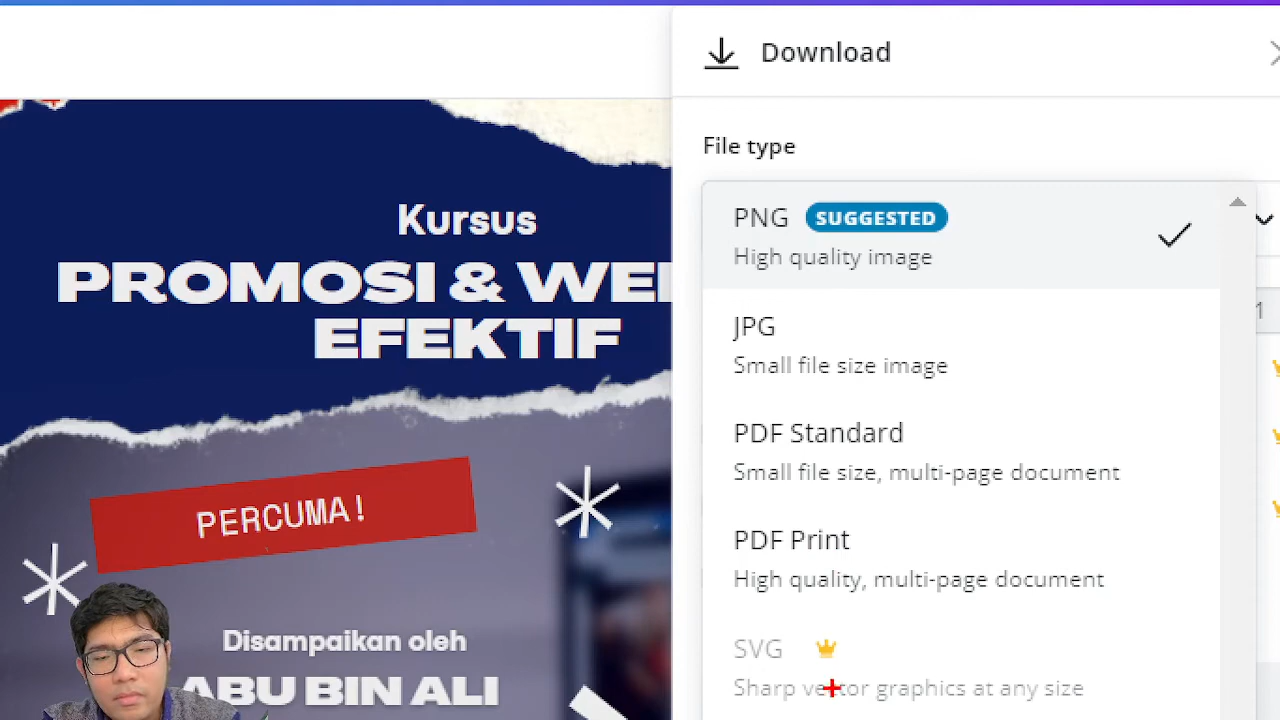 Download
File type
PNG SUGGESTED
High quality image
JPG
Small file size image
PDF Standard
Small file size, multi-page document
PDF Print
High quality, multi-page document
SVG
Sharp vector graphics at any size
1
Kursus
PROMOSI &
EFEKTIF
PERCUMA!
Disampaikan oleh
ABU BIN ALI